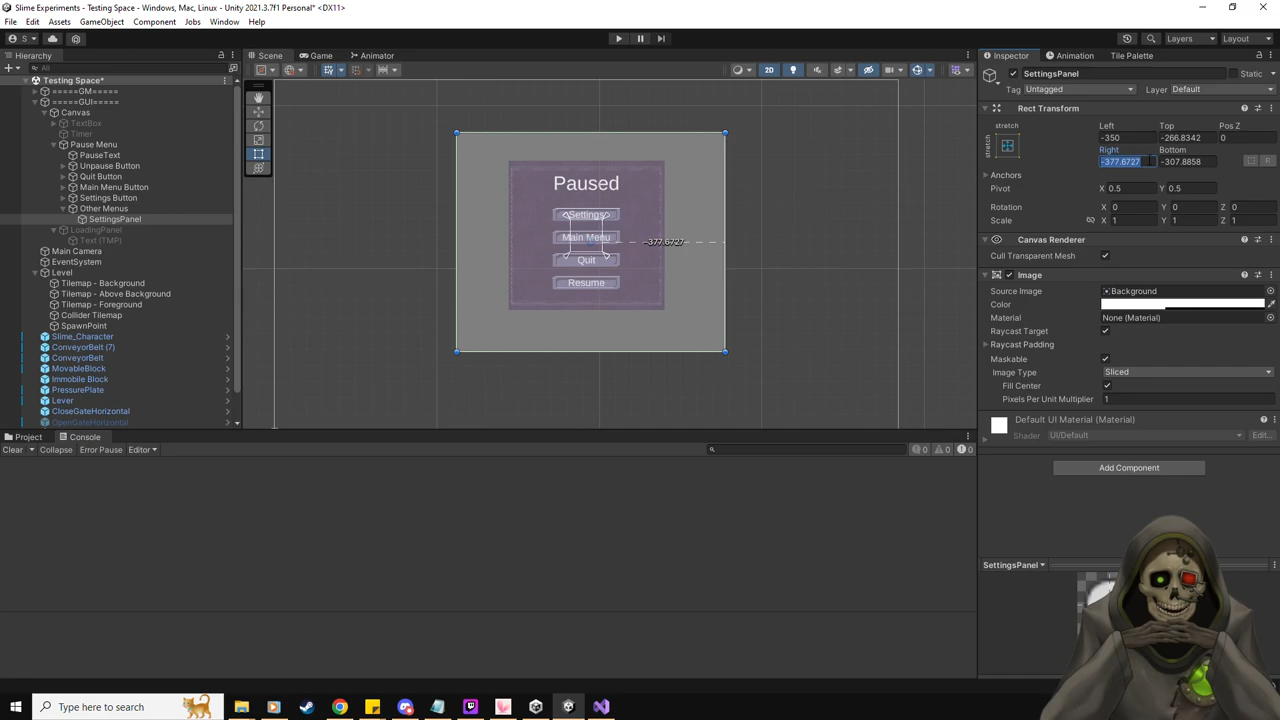 Slime Experiments - Testing Space - Windows, Mac, Linux - Unity 2021.3.7f1 Personal* <DX11>
File Edit Assets GameObject Component Jobs Window Help
S Layers Layout
Hierarchy Scene Game Animator Inspector Animation Tile Palette
All 2D
Testing Space*
=====GM=====
=====GUI=====
Canvas
TextBox
Timer
Pause Menu
PauseText
Unpause Button
Quit Button
Main Menu Button
Settings Button
Other Menus
SettingsPanel
LoadingPanel
Text (TMP)
Main Camera
EventSystem
Level
Tilemap - Background
Tilemap - Above Background
Tilemap - Foreground
Collider Tilemap
SpawnPoint
Slime_Character
ConveyorBelt (7)
ConveyorBelt
MovableBlock
Immobile Block
PressurePlate
Lever
CloseGateHorizontal
OpenGateHorizontal
Paused
Settings
Main Menu
Quit
Resume
-377.6727
SettingsPanel Static
Tag Untagged Layer Default
Rect Transform
stretch Left Top Pos Z
stretch -350 -266.8342 0
Right Bottom
-377.6727 -307.8858 R
Anchors
Pivot X 0.5 Y 0.5
Rotation X 0 Y 0 Z 0
Scale X 1 Y 1 Z 1
Canvas Renderer
Cull Transparent Mesh
Image
Source Image Background
Color
Material None (Material)
Raycast Target
Raycast Padding
Maskable
Image Type Sliced
Fill Center
Pixels Per Unit Multiplier 1
Default UI Material (Material)
Shader UI/Default Edit...
Add Component
SettingsPanel
Project Console
Clear Collapse Error Pause Editor 0 0 0
Type here to search